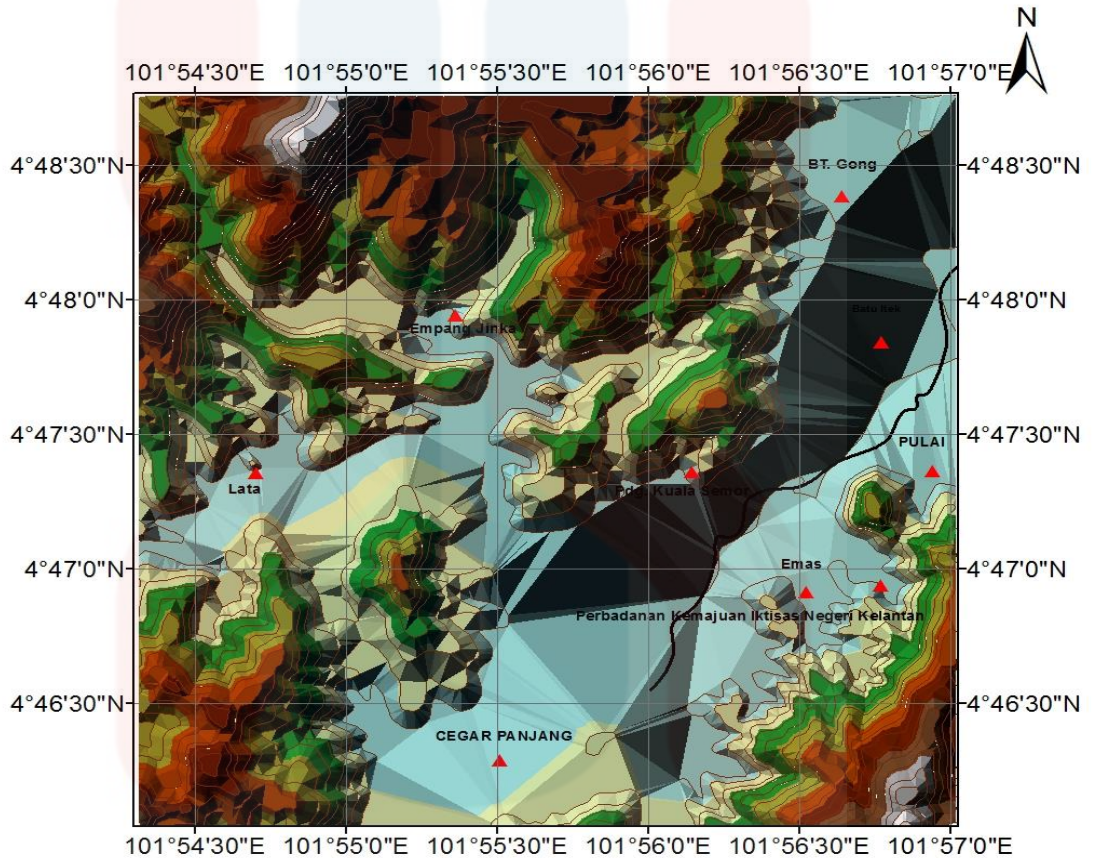 N
101°54'30"E 101°55'0"E 101°55'30"E 101°56'0"E 101°56'30"E 101°57'0"E
4°48'30"N BT. Gong 4°48'30"N
4°48'0"N Batu Itek 4°48'0"N
Empang Jinka
4°47'30"N PULAI 4°47'30"N
Lata Pdg. Kuala Semor
4°47'0"N Emas 4°47'0"N
Perbadanan Kemajuan Iktisas Negeri Kelantan
4°46'30"N 4°46'30"N
CEGAR PANJANG
101°54'30"E 101°55'0"E 101°55'30"E 101°56'0"E 101°56'30"E 101°57'0"E